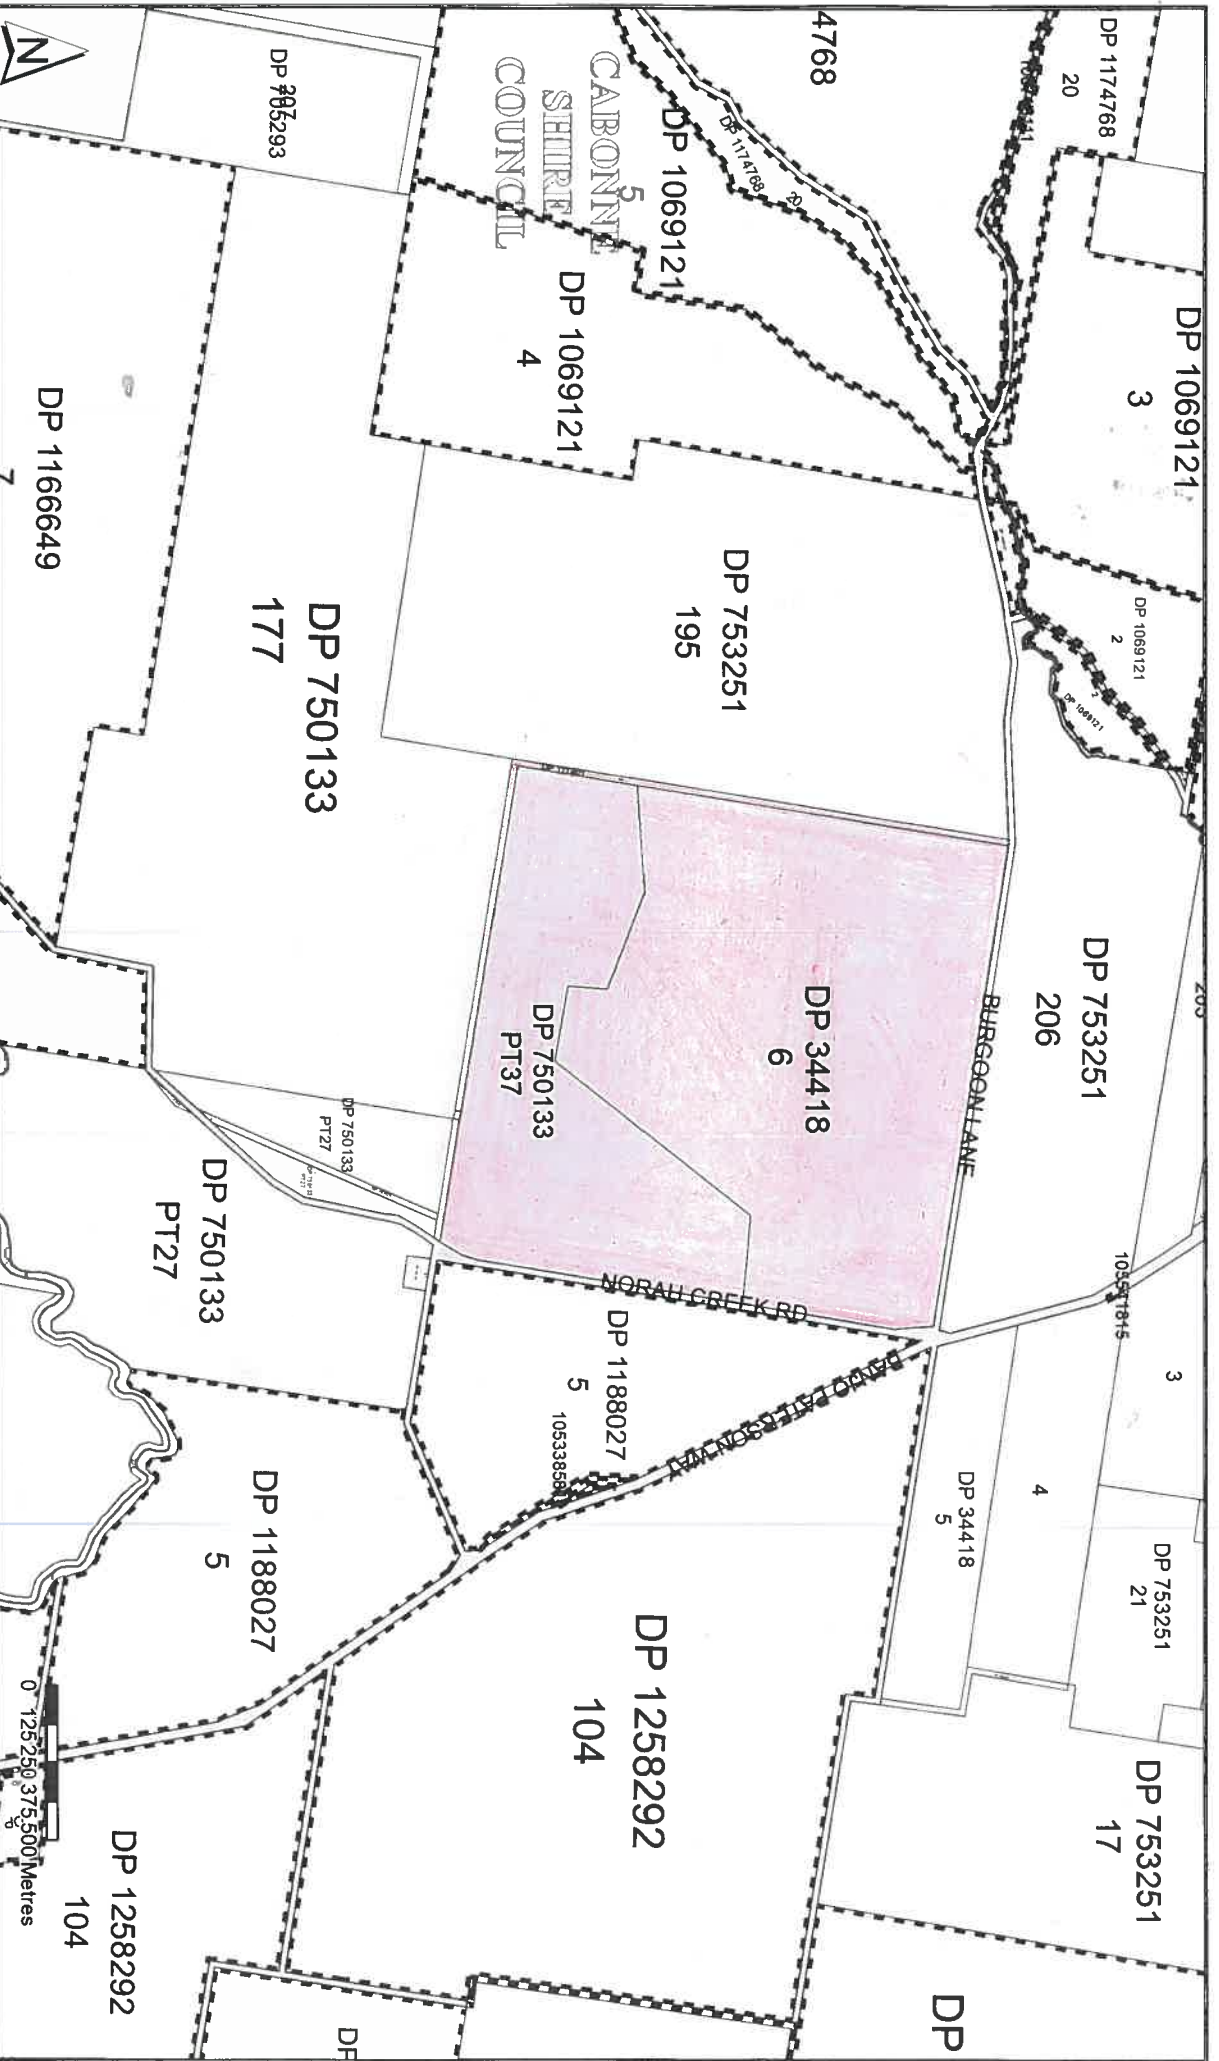 DP 1174768
20
DP 1069121
3
DP 1069121
2
2
DP 1069121
DP 753251
206
BURGOON LANE
3
DP 753251
21
4
DP 34418
5
DP 753251
17
DP
4768
DP 1174768
20
DP 1069121
5
CABONNE
SHIRE
COUNCIL
DP 1069121
4
DP 753251
195
DP 34418
6
DP 750133
PT37
NORAH CREEK RD
DP 1188027
5
DP 1258292
104
DP 750133
177
DP 750133
PT27
DP 750133
PT27
DP 1188027
5
DP
N
DP 1166649
7
DP 1258292
104
0 125 250 375 500 Metres